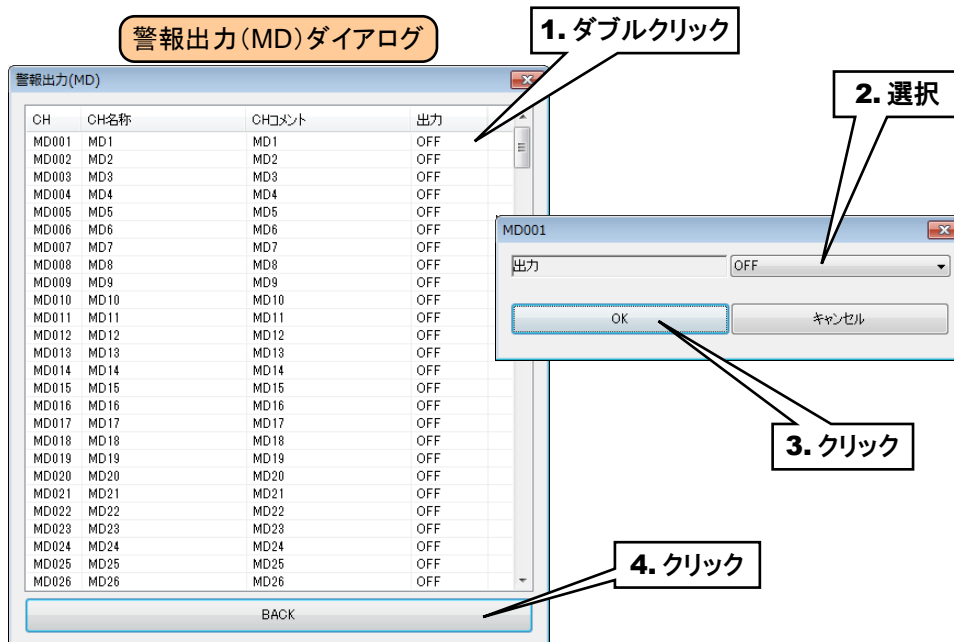 警報出力(MD)ダイアログ
1. ダブルクリック
2. 選択
警報出力(MD)
CH CH名称 CHコメント 出力
MD001 MD1 MD1 OFF
MD002 MD2 MD2 OFF
MD003 MD3 MD3 OFF
MD004 MD4 MD4 OFF
MD005 MD5 MD5 OFF
MD006 MD6 MD6 OFF
MD007 MD7 MD7 OFF
MD008 MD8 MD8 OFF
MD009 MD9 MD9 OFF
MD010 MD10 MD10 OFF
MD011 MD11 MD11 OFF
MD012 MD12 MD12 OFF
MD013 MD13 MD13 OFF
MD014 MD14 MD14 OFF
MD015 MD15 MD15 OFF
MD016 MD16 MD16 OFF
MD017 MD17 MD17 OFF
MD018 MD18 MD18 OFF
MD019 MD19 MD19 OFF
MD020 MD20 MD20 OFF
MD021 MD21 MD21 OFF
MD022 MD22 MD22 OFF
MD023 MD23 MD23 OFF
MD024 MD24 MD24 OFF
MD025 MD25 MD25 OFF
MD026 MD26 MD26 OFF
BACK
MD001
出力 OFF
OK キャンセル
3. クリック
4. クリック